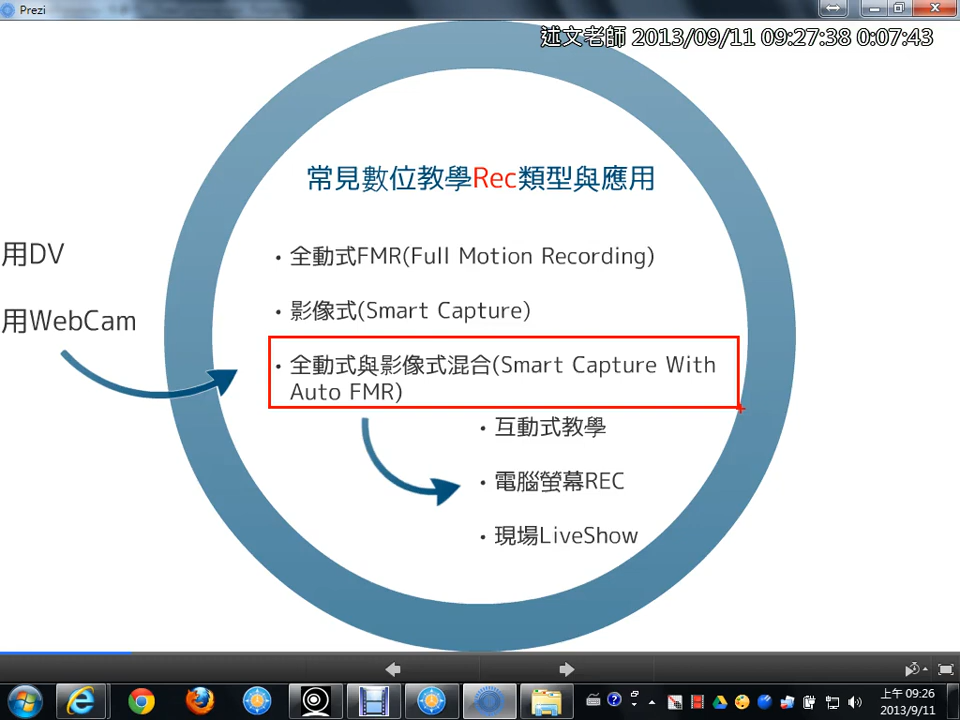 Prezi
述文老師 2013/09/11 09:27:38 0:07:43
常見數位教學Rec類型與應用
用DV
用WebCam
• 全動式FMR(Full Motion Recording)
• 影像式(Smart Capture)
• 全動式與影像式混合(Smart Capture With
Auto FMR)
• 互動式教學
• 電腦螢幕REC
• 現場LiveShow
上午 09:26
2013/9/11